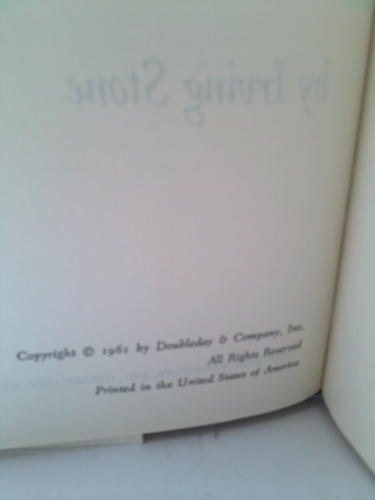 by Irving Stone
Copyright © 1961 by Doubleday & Company, Inc.
All Rights Reserved
Printed in the United States of America